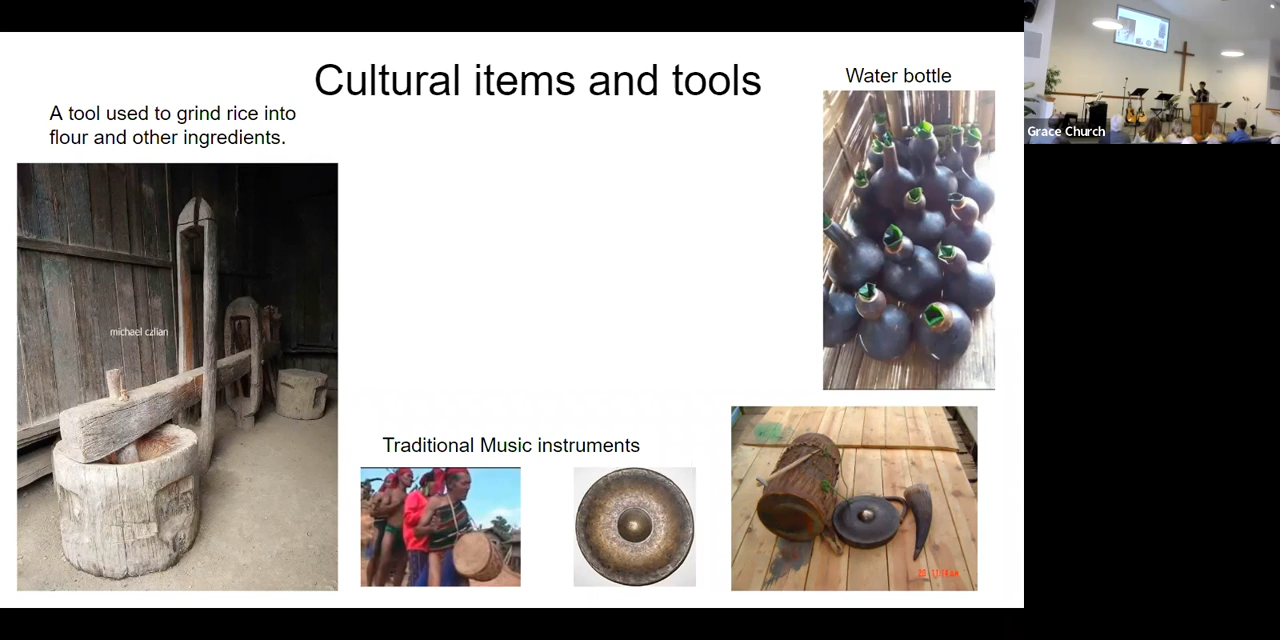 Cultural items and tools
Water bottle
A tool used to grind rice into
flour and other ingredients.
Grace Church
michael czlian
Traditional Music instruments